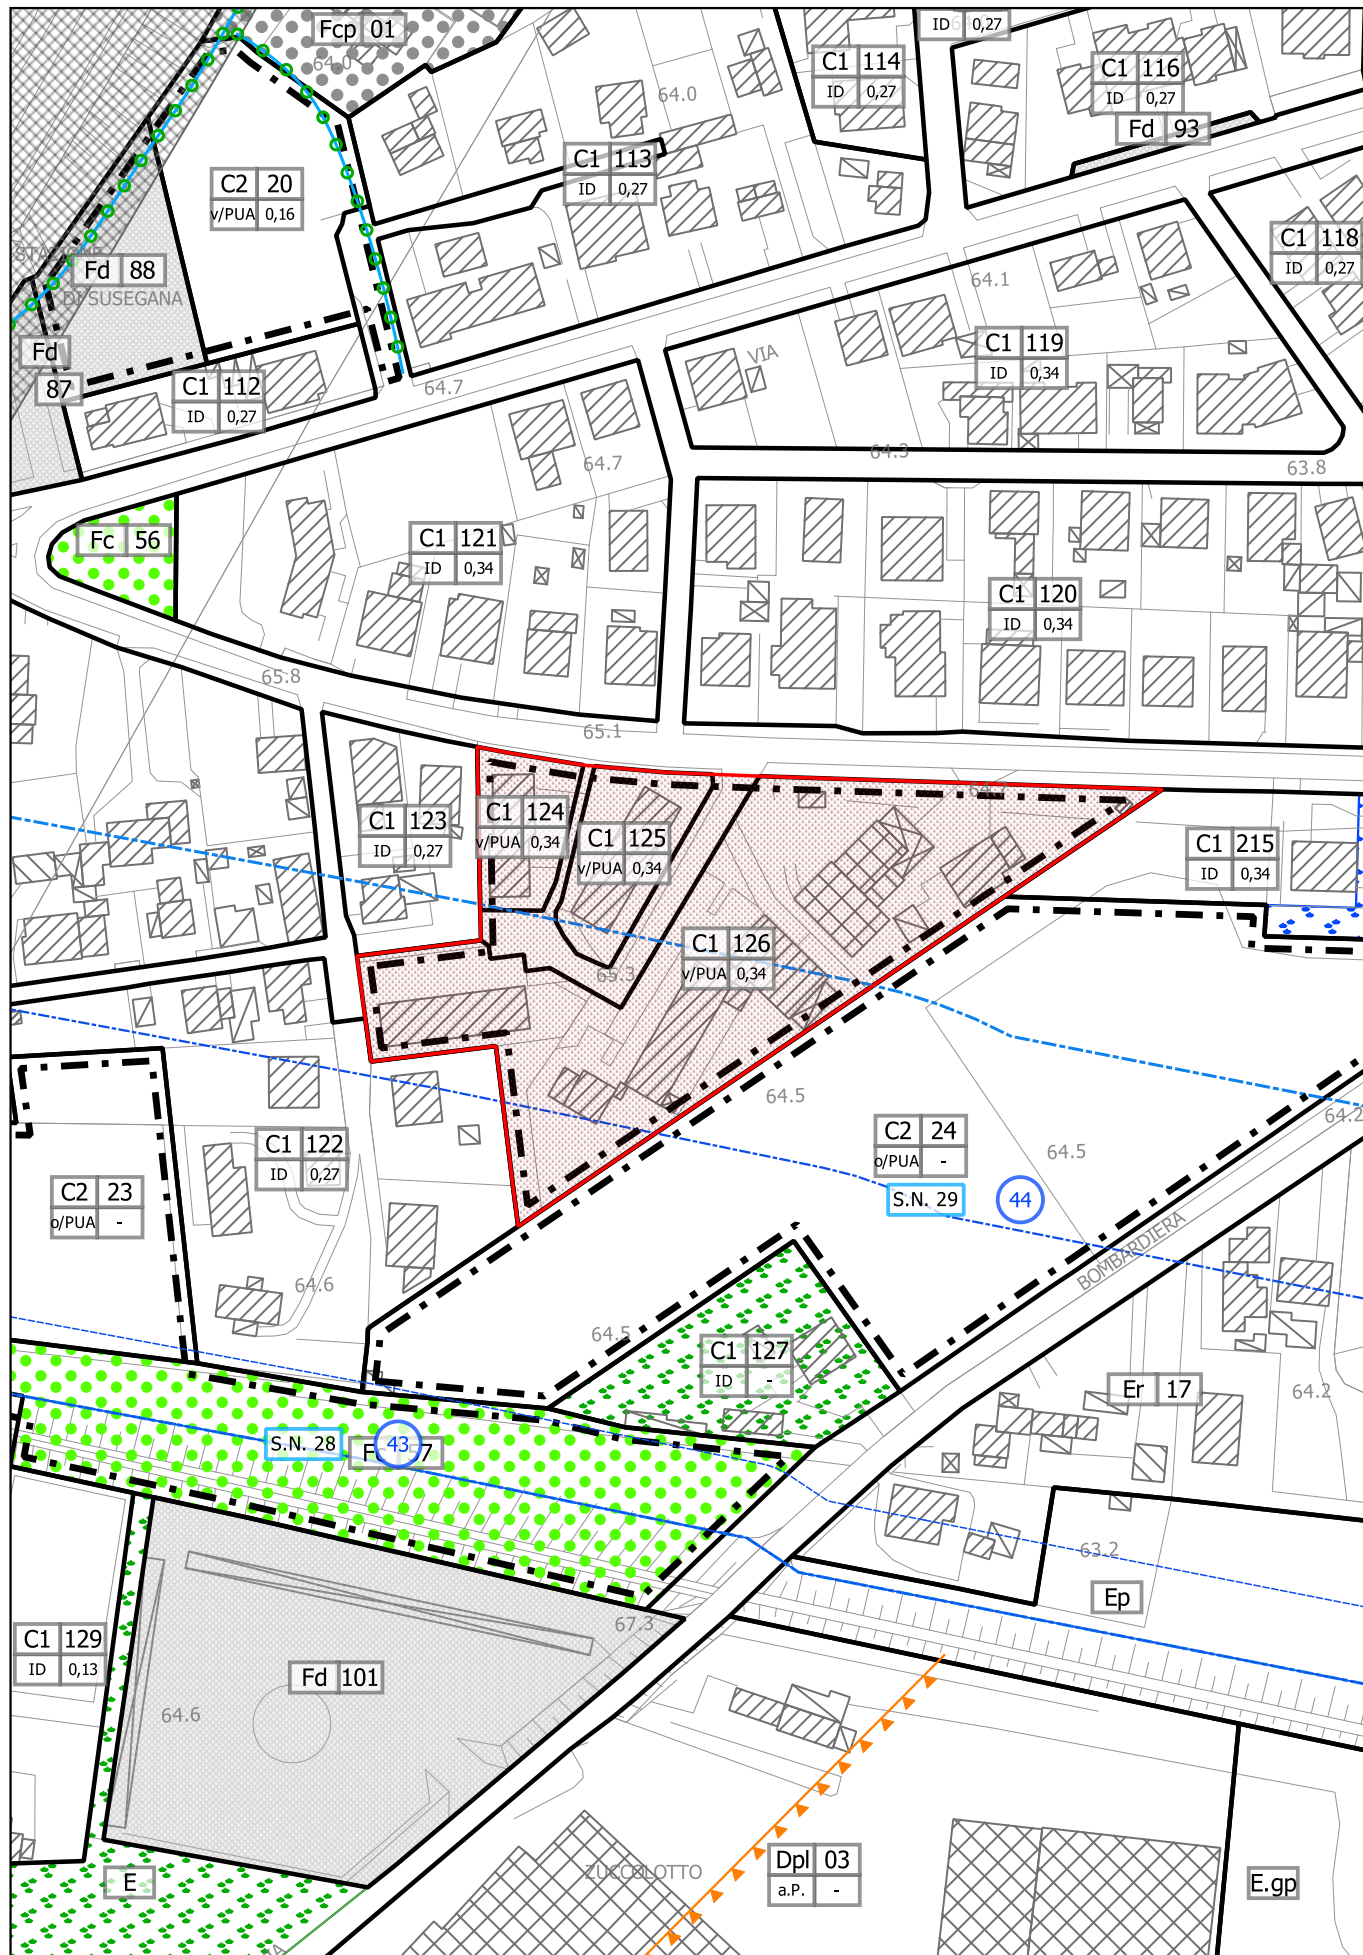 Fcp 01
64.0
ID 0,27
C1 114
ID 0,27
C1 116
ID 0,27
64.0
Fd 93
C1 113
ID 0,27
C2 20
v/PUA 0,16
C1 118
ID 0,27
Fd 88
DI SUSEGANA
64.1
Fd
87
C1 119
ID 0,34
VIA
C1 112
ID 0,27
64.7
64.3
64.7
63.8
Fc 56
C1 121
ID 0,34
C1 120
ID 0,34
65.8
65.1
C1 123
ID 0,27
C1 124
v/PUA 0,34
C1 125
v/PUA 0,34
C1 215
ID 0,34
C1 126
v/PUA 0,34
65.3
64.5
64.2
C1 122
ID 0,27
C2 24
o/PUA -
64.5
S.N. 29
44
C2 23
o/PUA -
BOMBARDIERA
64.6
64.5
C1 127
ID -
Er 17
64.2
S.N. 28
43
63.2
Ep
67.3
C1 129
ID 0,13
Fd 101
64.6
ZUCCOLOTTO
Dpl 03
a.P. -
E
E.gp